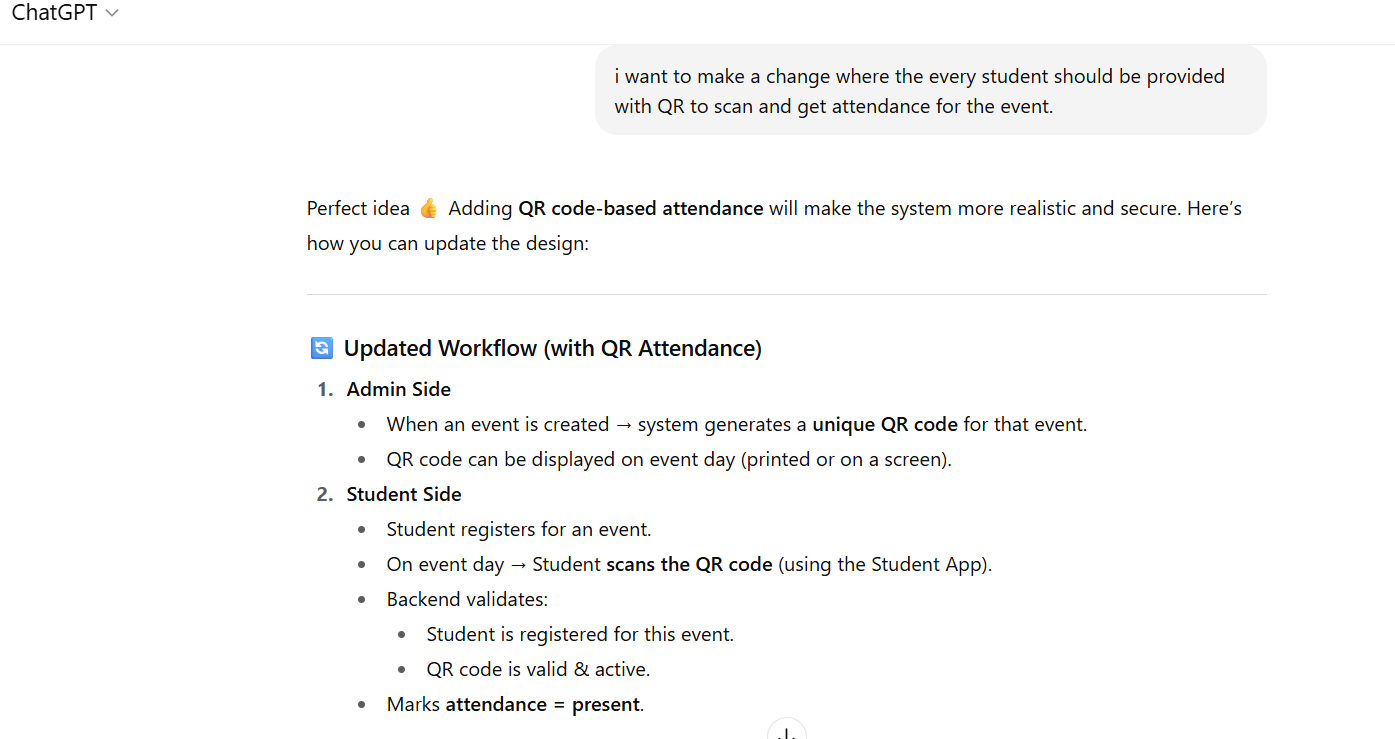 ChatGPT
i want to make a change where the every student should be provided
with QR to scan and get attendance for the event.
Perfect idea 👍 Adding QR code-based attendance will make the system more realistic and secure. Here’s
how you can update the design:
🔄 Updated Workflow (with QR Attendance)
1. Admin Side
• When an event is created → system generates a unique QR code for that event.
• QR code can be displayed on event day (printed or on a screen).
2. Student Side
• Student registers for an event.
• On event day → Student scans the QR code (using the Student App).
• Backend validates:
• Student is registered for this event.
• QR code is valid & active.
• Marks attendance = present.